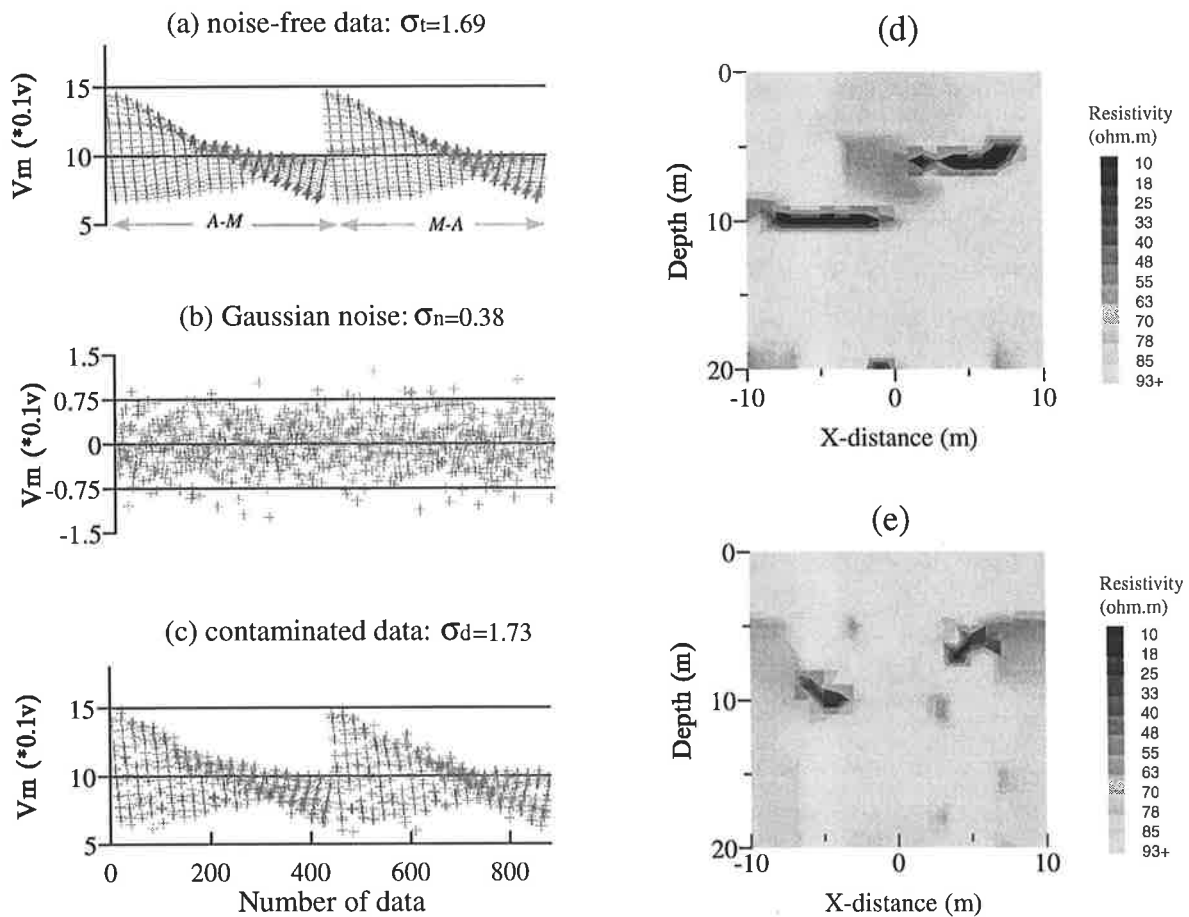 (a) noise-free data: σt=1.69
Vm (*0.1v)
15
10
5
A-M
M-A
(b) Gaussian noise: σn=0.38
Vm (*0.1v)
1.5
0.75
0
-0.75
-1.5
(c) contaminated data: σd=1.73
Vm (*0.1v)
15
10
5
0 200 400 600 800
Number of data
(d)
Depth (m)
0
10
20
-10 0 10
X-distance (m)
Resistivity
(ohm.m)
10
18
25
33
40
48
55
63
70
78
85
93+
(e)
Depth (m)
0
10
20
-10 -5 0 5 10
X-distance (m)
Resistivity
(ohm.m)
10
18
25
33
40
48
55
63
70
78
85
93+